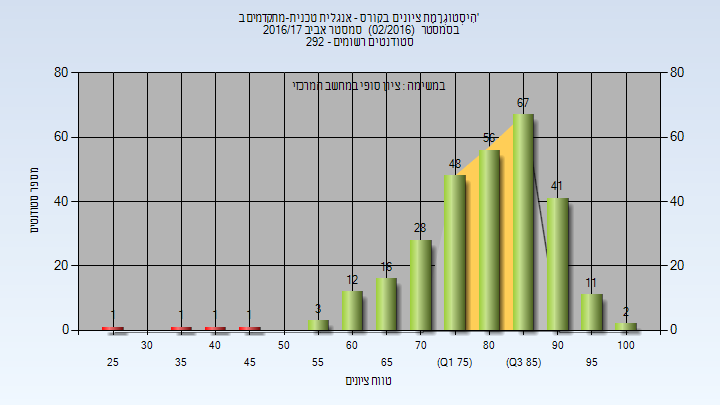 הִיסְטוֹגְרָמַת ציונים בקורס - אנגלית טכנית-מתקדמים ב'
בסמסטר (02/2016) סמסטר אביב 2016/17
סטודנטים רשומים - 292
במשימה : ציון סופי במחשב המרכזי
80 80
60 60
40 40
20 20
0 0
מספר סטודנטים
1 1 1 1 3 12 16 28 48 56 67 41 11 2
30 40 50 60 70 80 90 100
25 35 45 55 65 (Q1 75) (Q3 85) 95
טווח ציונים